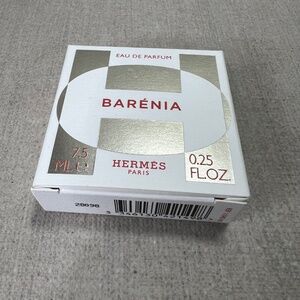 EAU DE PARFUM
BARÉNIA
7.5
ML℮
HERMÈS
PARIS
0.25
FL.OZ.